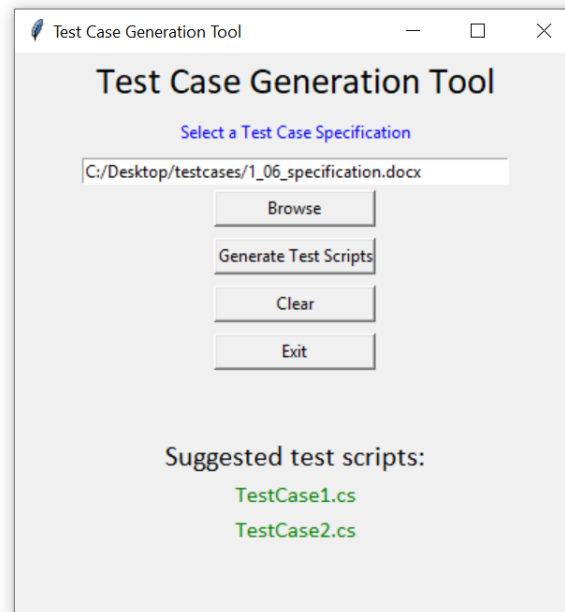 Test Case Generation Tool
Test Case Generation Tool
Select a Test Case Specification
C:/Desktop/testcases/1_06_specification.docx
Browse
Generate Test Scripts
Clear
Exit
Suggested test scripts:
TestCase1.cs
TestCase2.cs